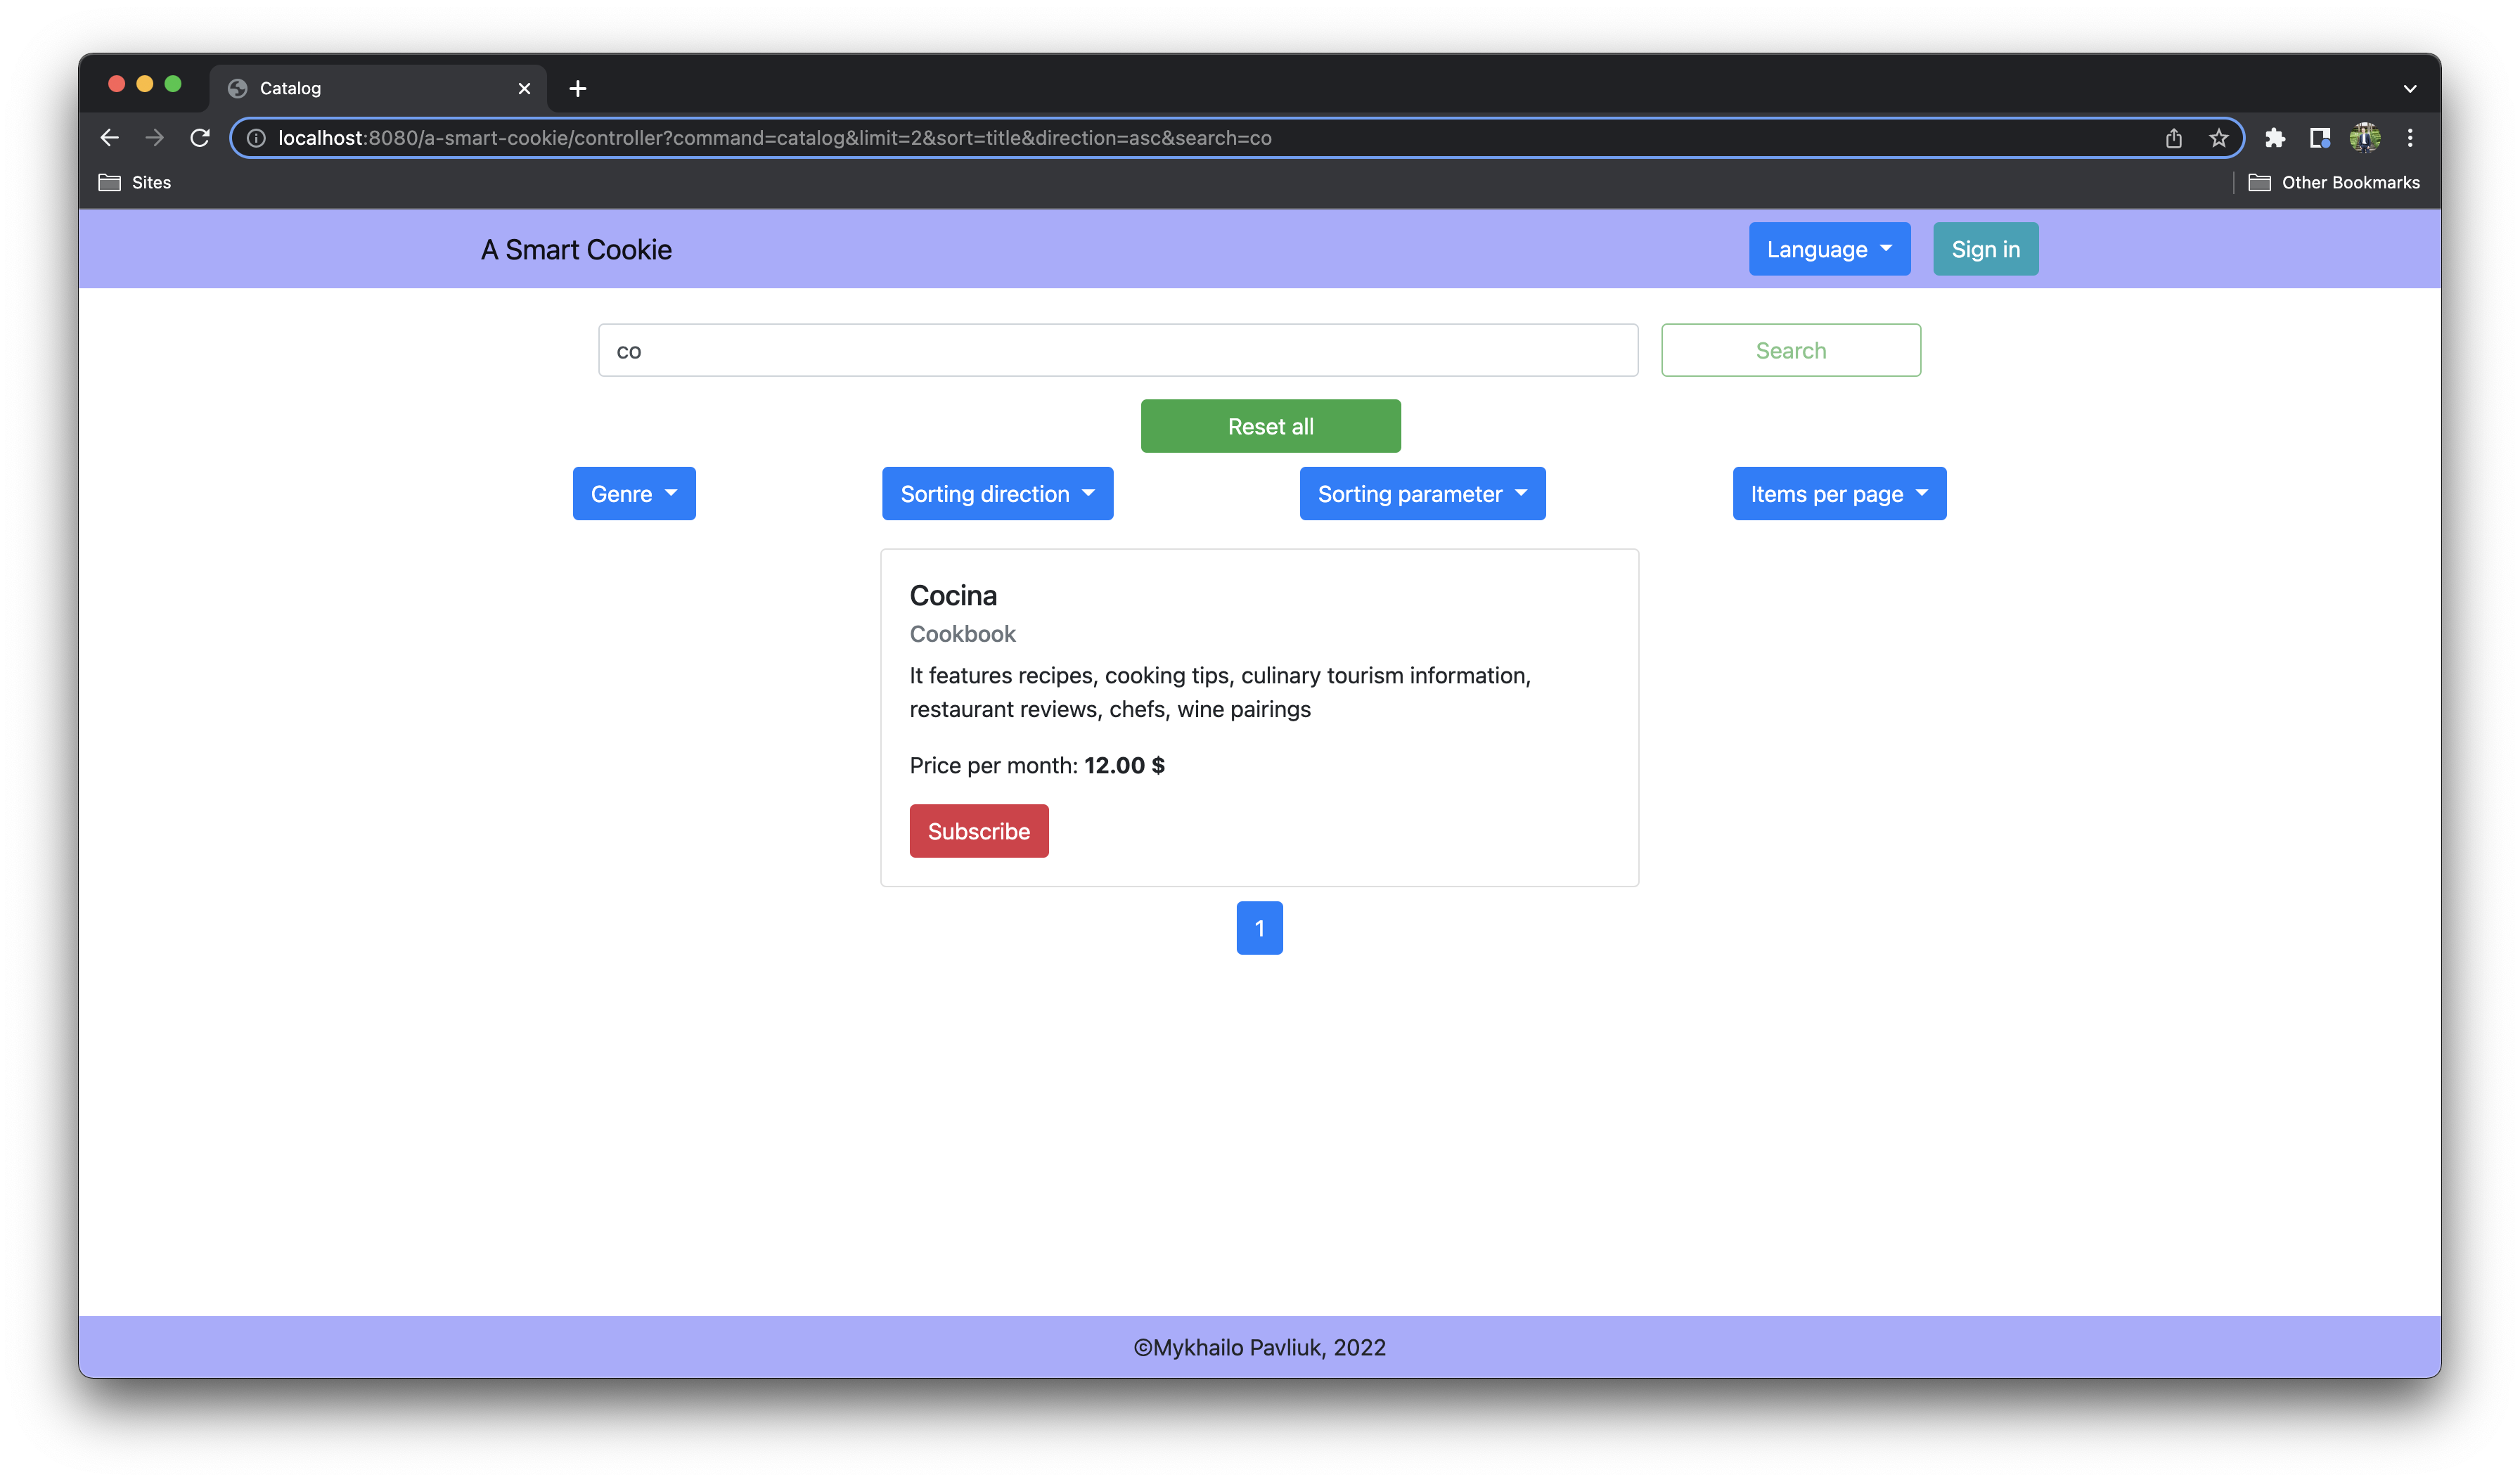 Catalog
localhost:8080/a-smart-cookie/controller?command=catalog&limit=2&sort=title&direction=asc&search=co
Sites
Other Bookmarks
A Smart Cookie
Language
Sign in
co
Search
Reset all
Genre
Sorting direction
Sorting parameter
Items per page
Cocina
Cookbook
It features recipes, cooking tips, culinary tourism information,
restaurant reviews, chefs, wine pairings
Price per month: 12.00 $
Subscribe
1
©Mykhailo Pavliuk, 2022